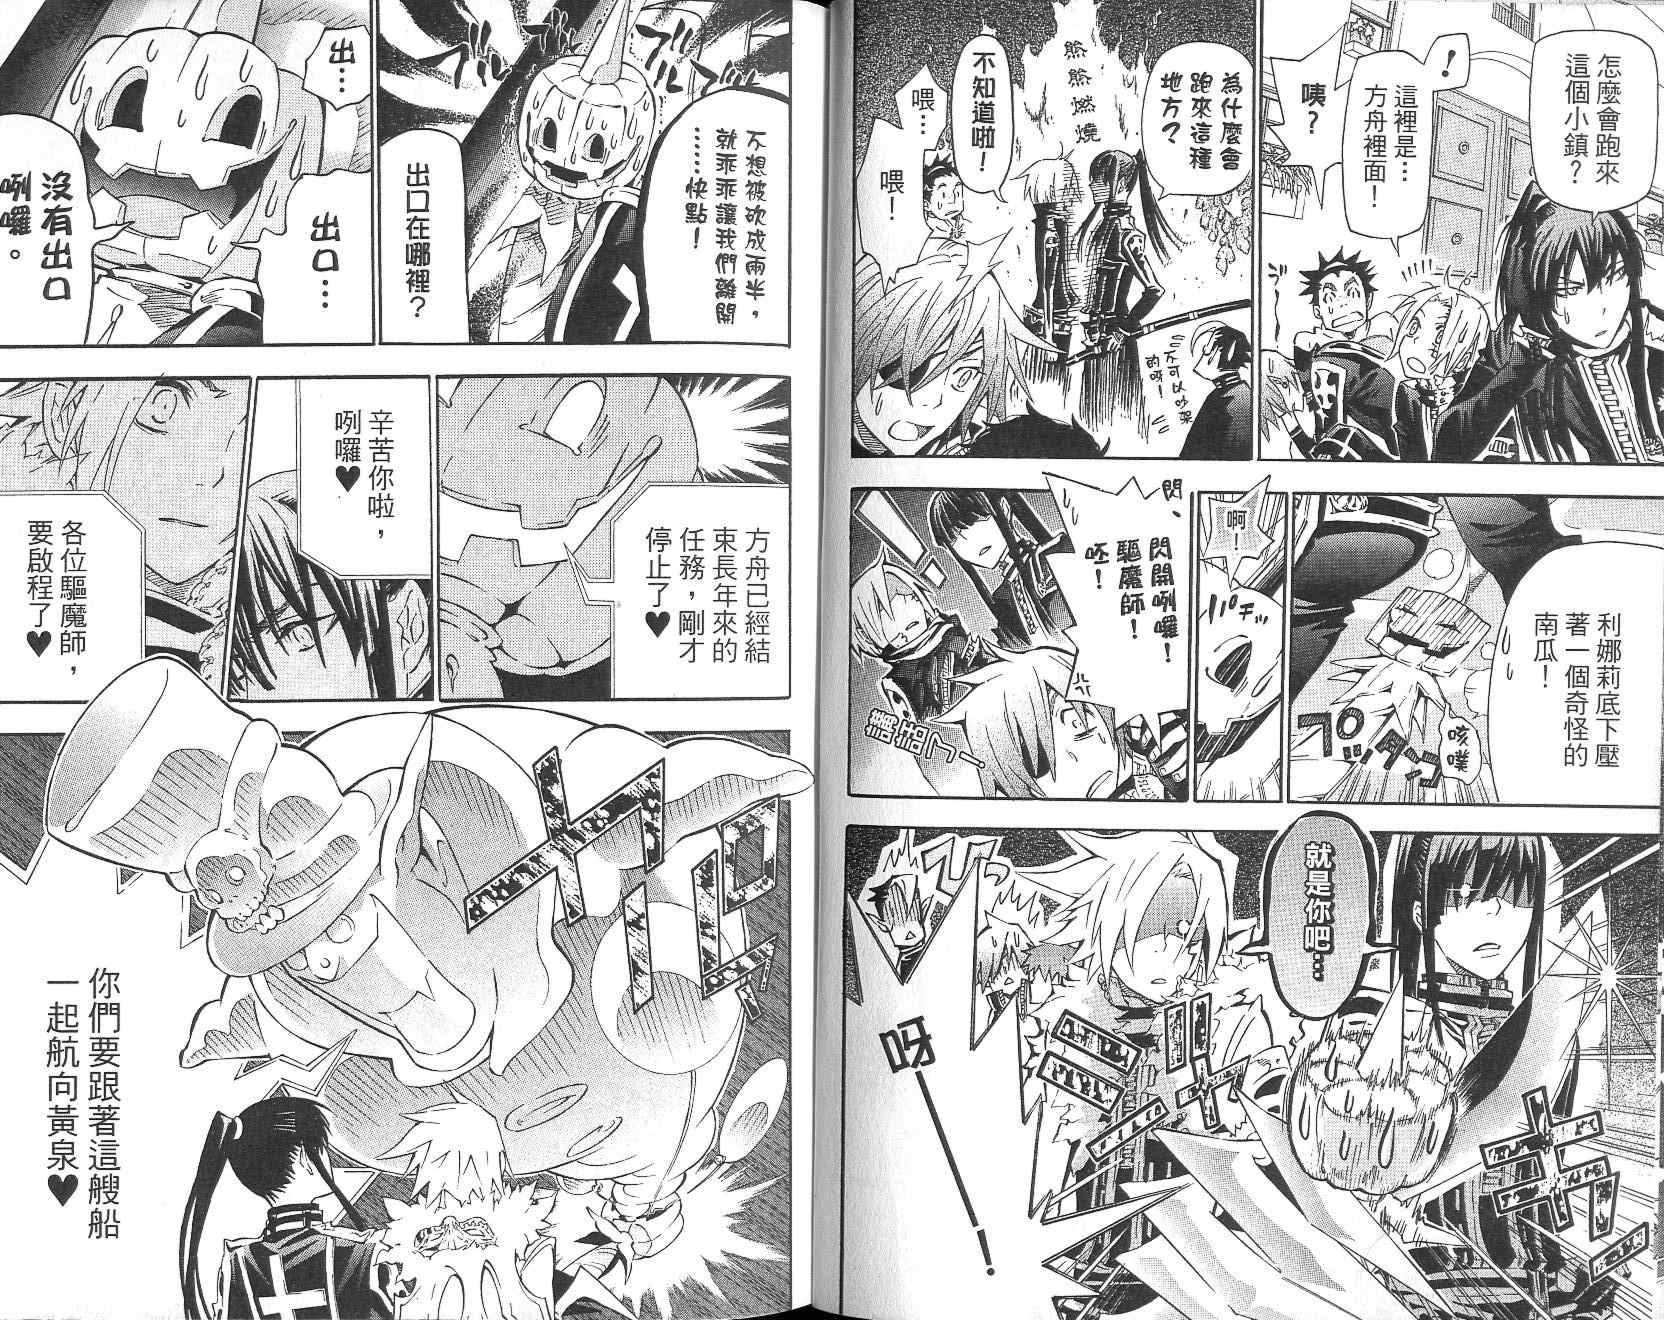 怎麼會跑來
這個小鎮?
!
這裡是…
方舟裡面!
咦?
為什麼會
跑來這種
地方?
熊熊燃燒
不知道啦!
喂…
喂!
不可以吵架
的呀!
利娜莉底下壓
著一個奇怪的
南瓜!
咳噗
啊!
パキッ
閃、
閃開咧囉!
驅魔師!
呸!
講話了!
就是你吧…
呀——!
不想被砍成兩半,
就乖乖讓我們離開
……快點!
出口在哪裡?
出…
出口…
沒有出口
咧囉。
方舟已經結
束長年來的
任務,剛才
停止了♥
辛苦你啦,
咧囉♥
各位驅魔師,
要啟程了♥
你們要跟著這艘船
一起航向黃泉♥